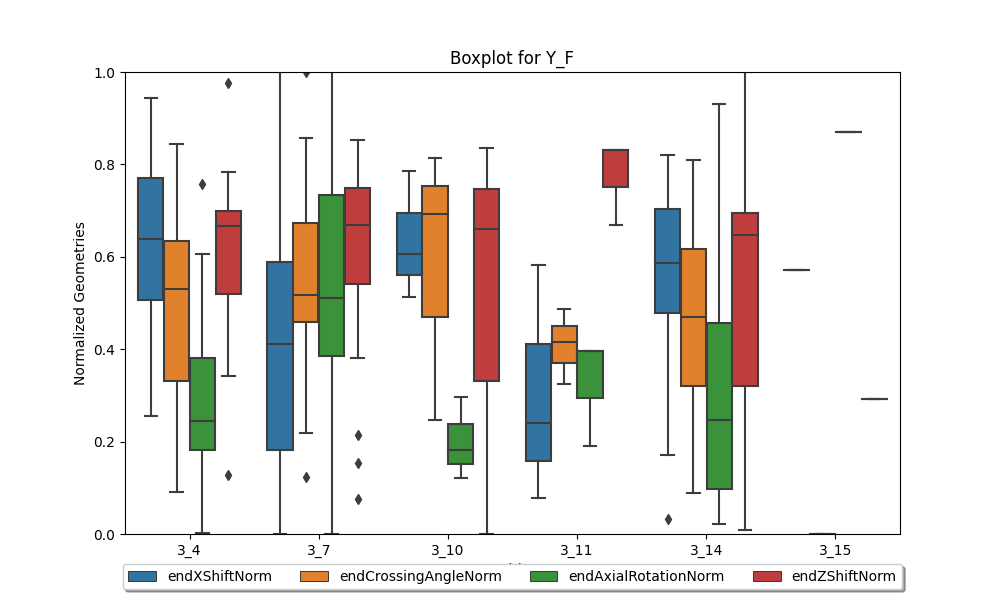 Boxplot for Y_F
Normalized Geometries
1.0
0.8
0.6
0.4
0.2
0.0
3_4 3_7 3_10 3_11 3_14 3_15
endXShiftNorm endCrossingAngleNorm endAxialRotationNorm endZShiftNorm